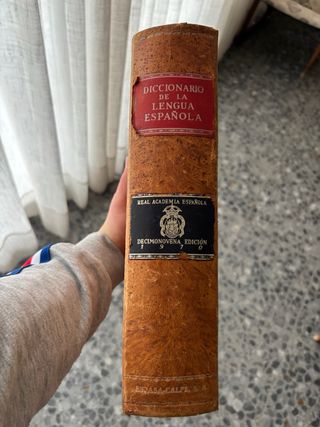 DICCIONARIO
DE LA
LENGUA
ESPAÑOLA
REAL ACADEMIA ESPAÑOLA
DECIMONOVENA EDICIÓN
1970
ESPASA-CALPE, S. A.